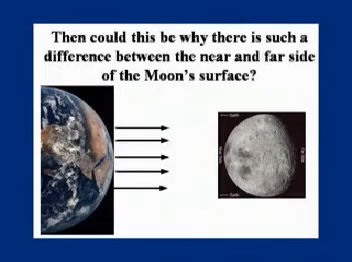 Then could this be why there is such a
difference between the near and far side
of the Moon's surface?